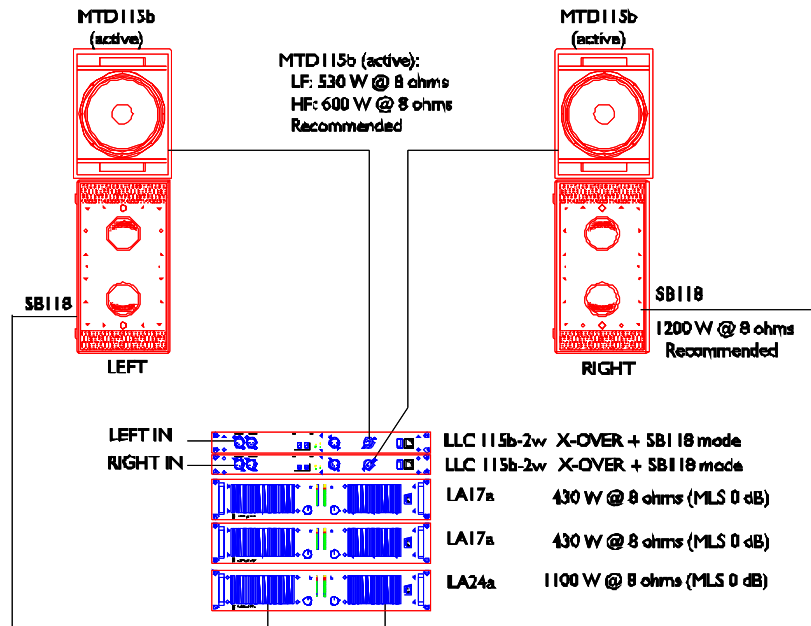 MTD115b
(active)
MTD115b
(active)
MTD115b (active):
LF: 530 W @ 8 ohms
HF: 600 W @ 8 ohms
Recommended
SB118
SB118
1200 W @ 8 ohms
Recommended
LEFT
RIGHT
LEFT IN
LLC 115b-2w X-OVER + SB118 mode
RIGHT IN
LLC 115b-2w X-OVER + SB118 mode
LA17a 430 W @ 8 ohms (MLS 0 dB)
LA17a 430 W @ 8 ohms (MLS 0 dB)
LA24a 1100 W @ 8 ohms (MLS 0 dB)